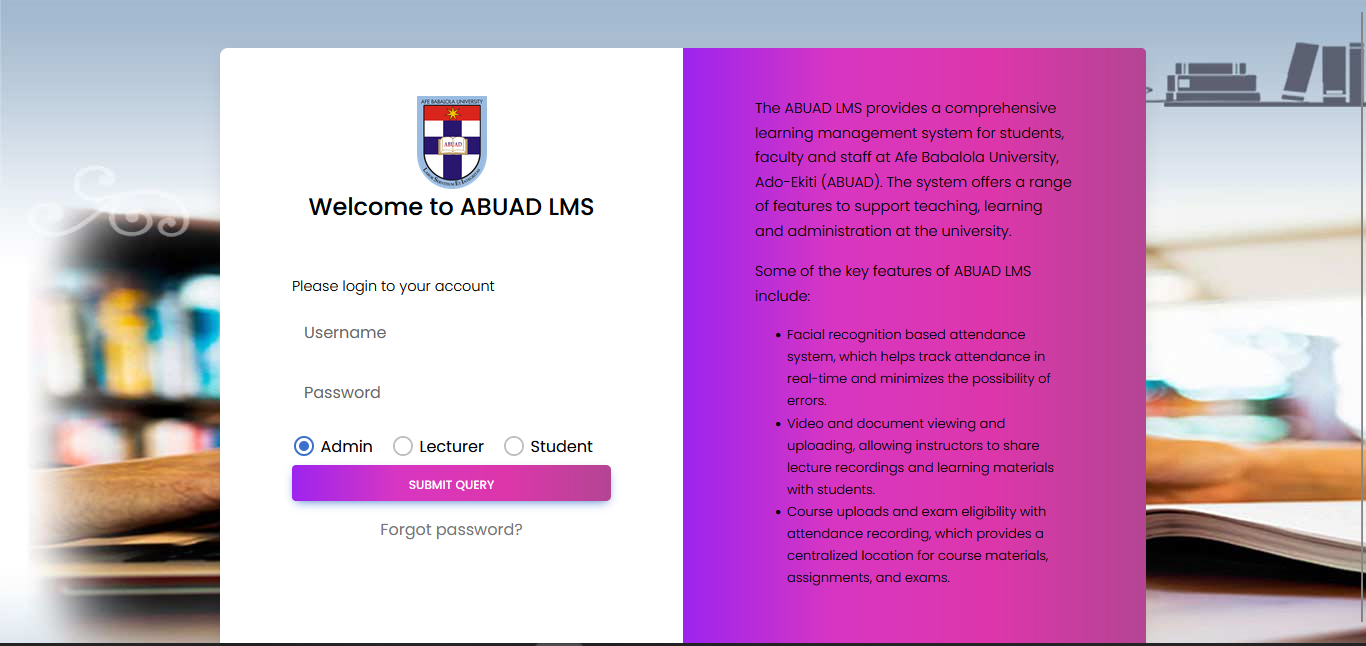 AFE BABALOLA UNIVERSITY
ABUAD
Welcome to ABUAD LMS
Please login to your account
Username
Password
Admin Lecturer Student
SUBMIT QUERY
Forgot password?
The ABUAD LMS provides a comprehensive
learning management system for students,
faculty and staff at Afe Babalola University,
Ado-Ekiti (ABUAD). The system offers a range
of features to support teaching, learning
and administration at the university.
Some of the key features of ABUAD LMS
include:
• Facial recognition based attendance
system, which helps track attendance in
real-time and minimizes the possibility of
errors.
• Video and document viewing and
uploading, allowing instructors to share
lecture recordings and learning materials
with students.
• Course uploads and exam eligibility with
attendance recording, which provides a
centralized location for course materials,
assignments, and exams.